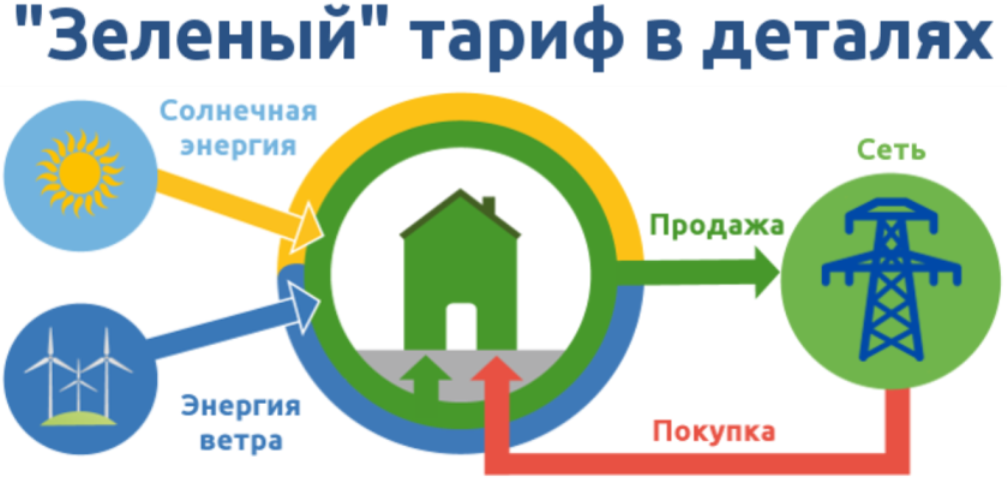 "Зеленый" тариф в деталях
Солнечная
энергия
Сеть
Продажа
Энергия
ветра
Покупка